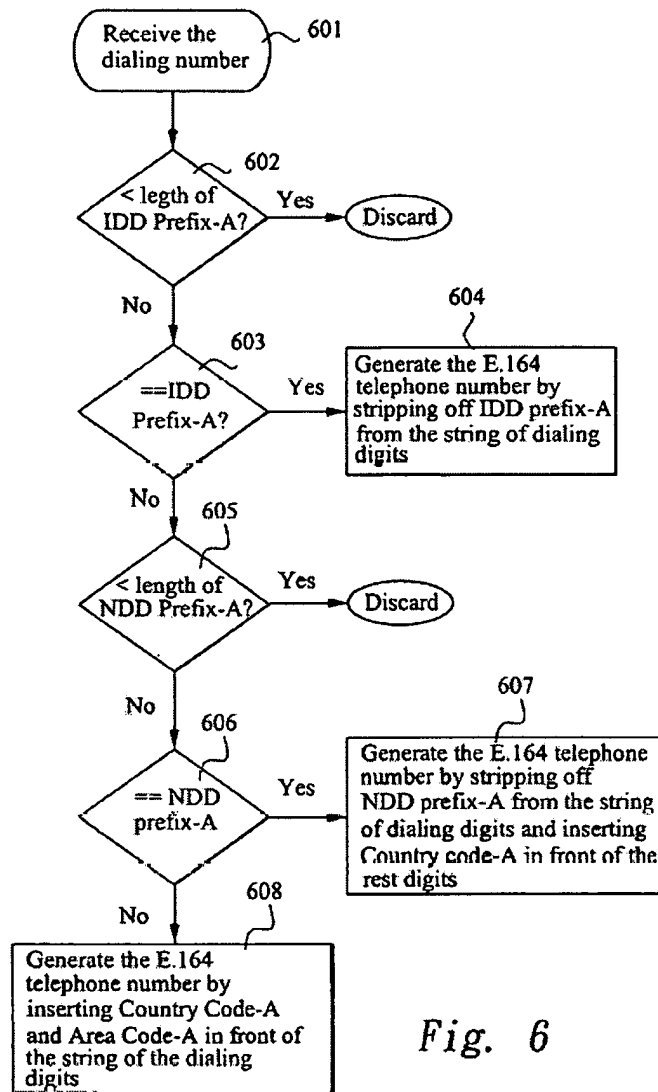 Receive the
dialing number
601
602
< legth of
IDD Prefix-A?
Yes
Discard
No
603
==IDD
Prefix-A?
Yes
604
Generate the E.164
telephone number by
stripping off IDD prefix-A
from the string of dialing
digits
No
605
< length of
NDD Prefix-A?
Yes
Discard
No
606
== NDD
prefix-A
Yes
607
Generate the E.164 telephone
number by stripping off
NDD prefix-A from the string
of dialing digits and inserting
Country code-A in front of the
rest digits
No
608
Generate the E.164
telephone number by
inserting Country Code-A
and Area Code-A in front of
the string of the dialing
digits
Fig. 6